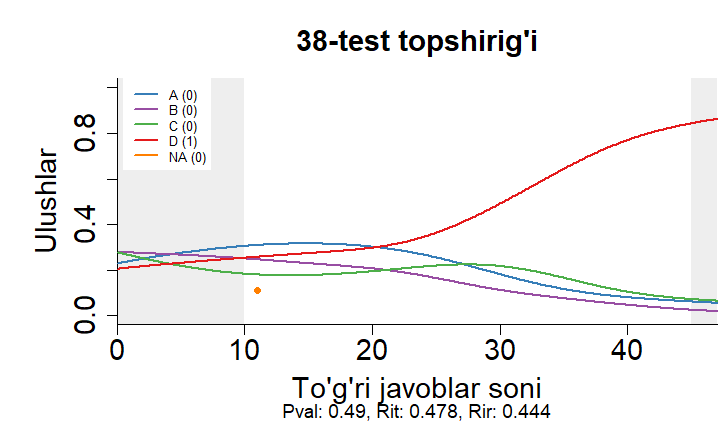 38-test topshirig'i
A (0)
B (0)
C (0)
D (1)
NA (0)
Ulushlar
0.8
0.4
0.0
0
10
20
30
40
To'g'ri javoblar soni
Pval: 0.49, Rit: 0.478, Rir: 0.444